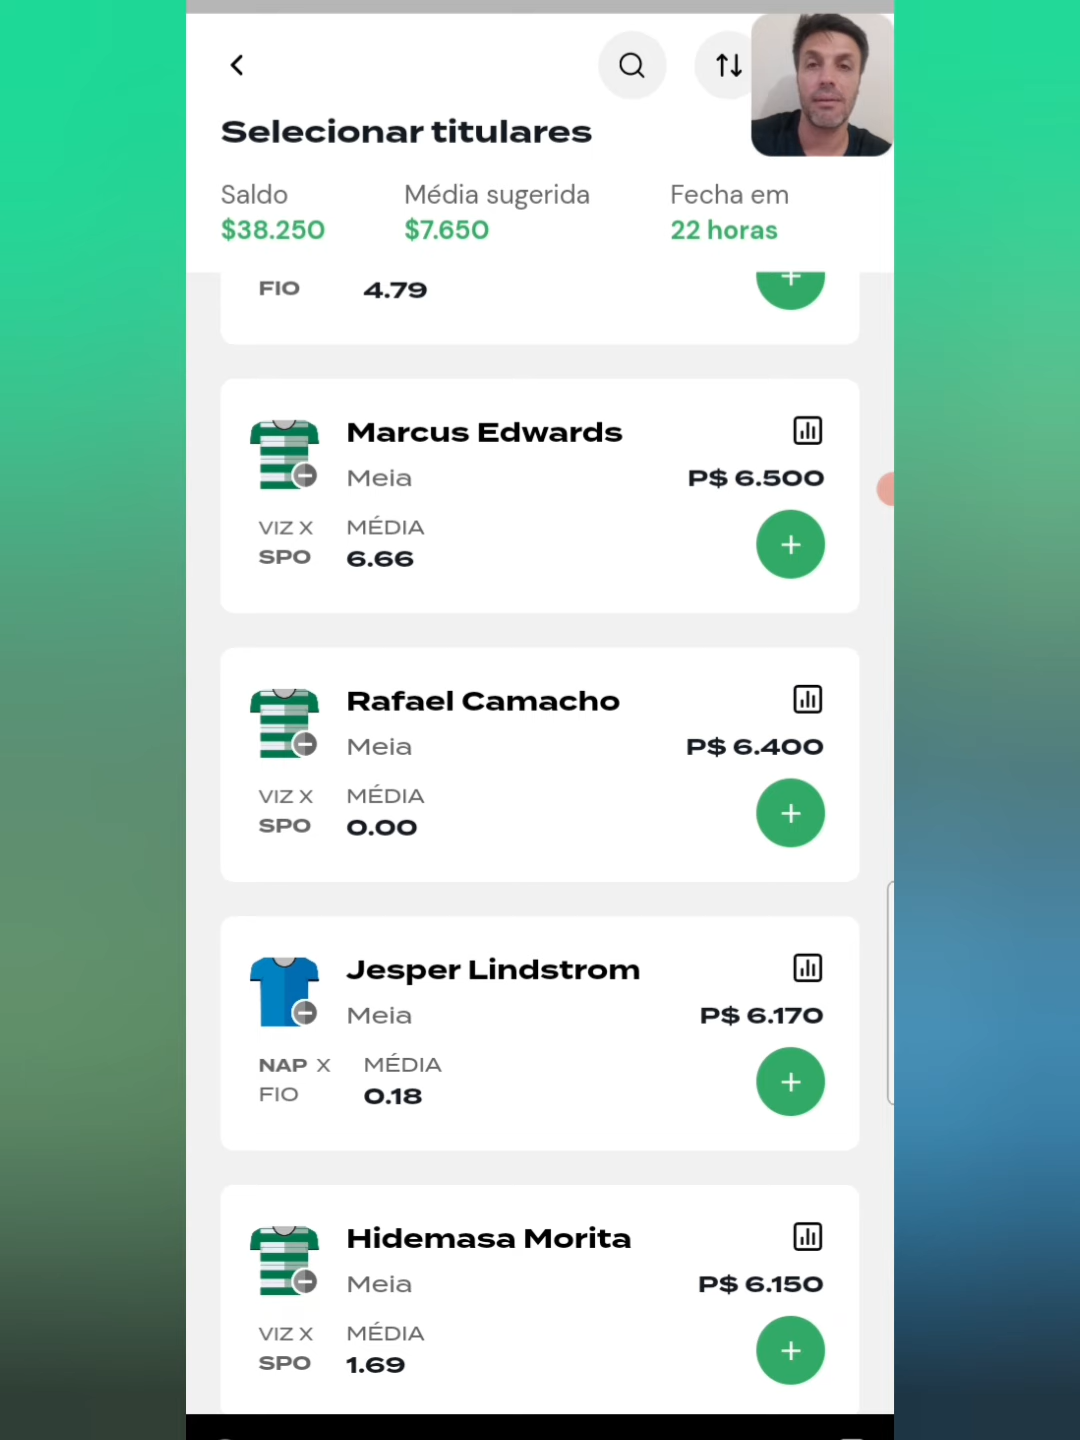 Selecionar titulares
Saldo Média sugerida Fecha em
$38.250 $7.650 22 horas
FIO 4.79
Marcus Edwards
Meia P$ 6.500
VIZ X MÉDIA
SPO 6.66
Rafael Camacho
Meia P$ 6.400
VIZ X MÉDIA
SPO 0.00
Jesper Lindstrom
Meia P$ 6.170
NAP X MÉDIA
FIO 0.18
Hidemasa Morita
Meia P$ 6.150
VIZ X MÉDIA
SPO 1.69